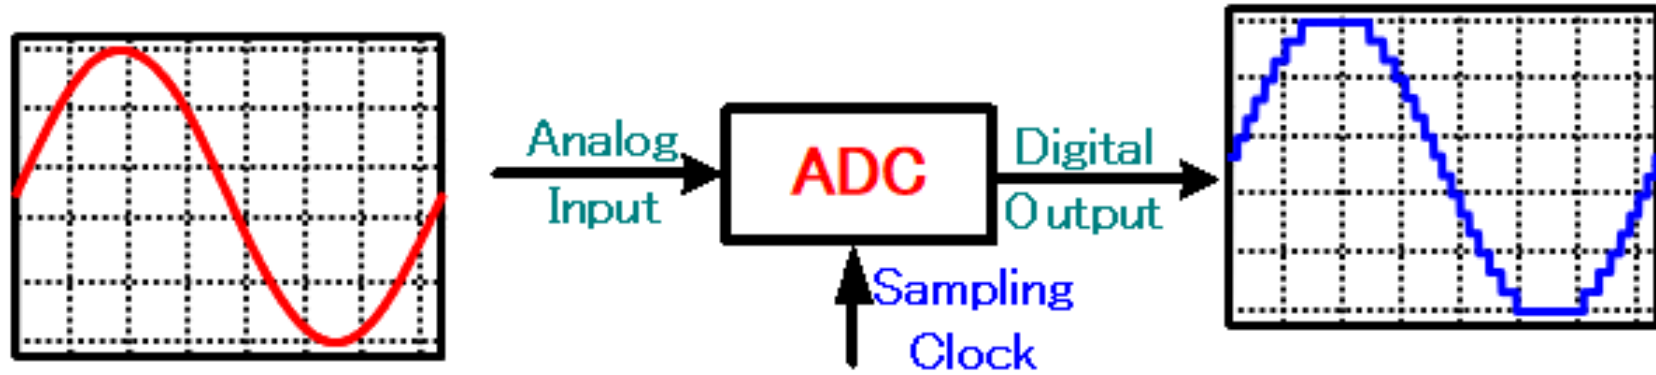 Analog
Input
ADC
Digital
Output
Sampling
Clock